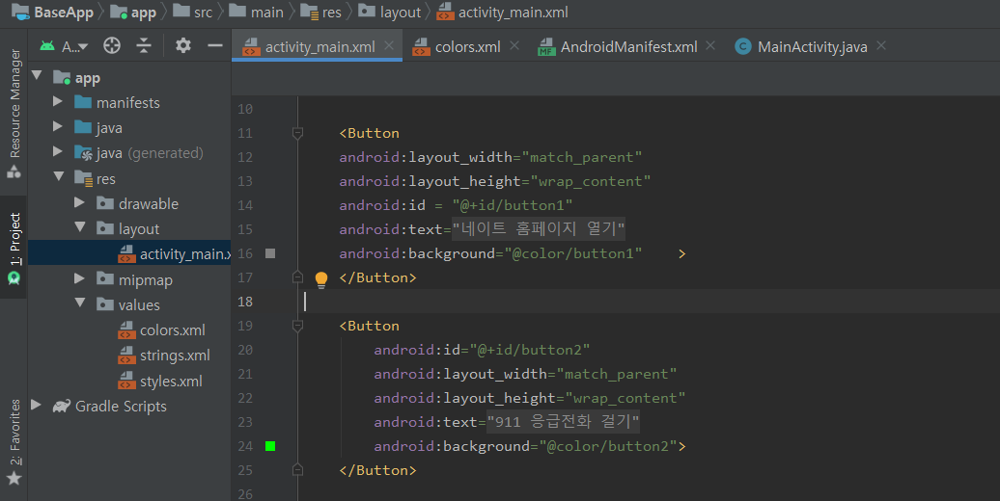 BaseApp app src main res layout activity_main.xml
A... activity_main.xml colors.xml AndroidManifest.xml MainActivity.java
Resource Manager
1: Project
2: Favorites
app
manifests
java
java (generated)
res
drawable
layout
activity_main.x
mipmap
values
colors.xml
strings.xml
styles.xml
Gradle Scripts
10
11 <Button
12 android:layout_width="match_parent"
13 android:layout_height="wrap_content"
14 android:id = "@+id/button1"
15 android:text="네이트 홈페이지 열기"
16 android:background="@color/button1" >
17 </Button>
18
19 <Button
20 android:id="@+id/button2"
21 android:layout_width="match_parent"
22 android:layout_height="wrap_content"
23 android:text="911 응급전화 걸기"
24 android:background="@color/button2">
25 </Button>
26